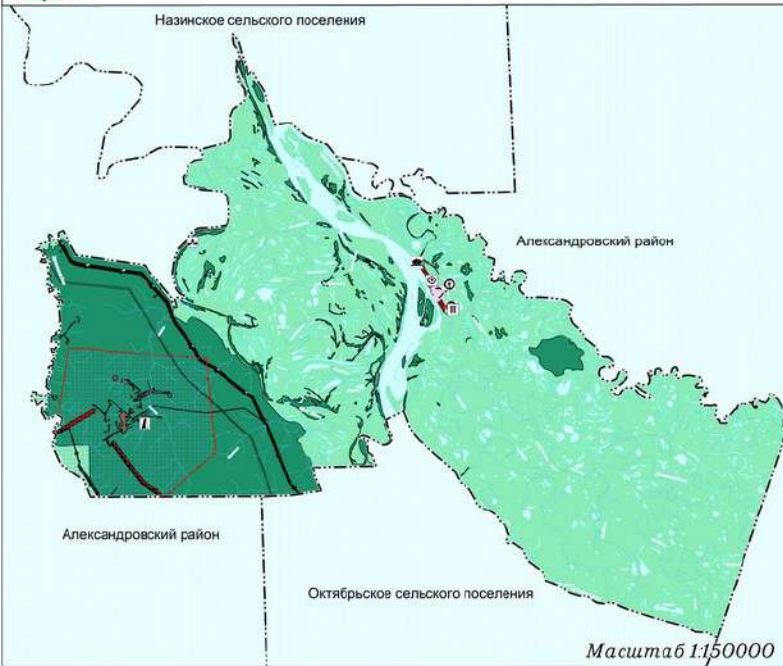 Назинское сельского поселения
Александровский район
Александровский район
Октябрьское сельского поселения
Масштаб 1:150000